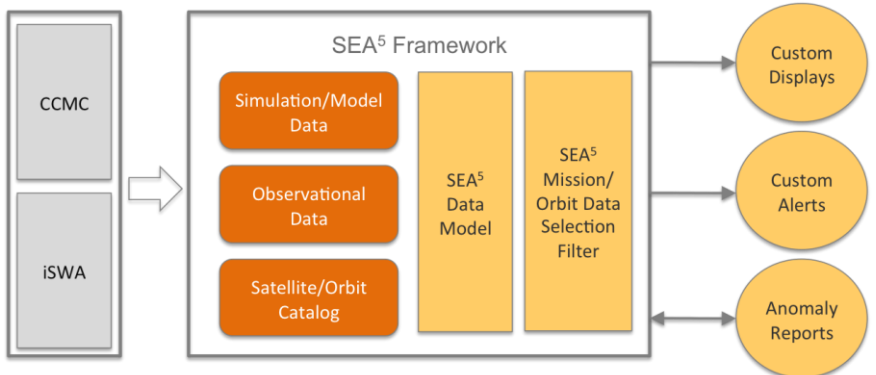 CCMC
iSWA
SEA⁵ Framework
Simulation/Model
Data
Observational
Data
Satellite/Orbit
Catalog
SEA⁵
Data
Model
SEA⁵
Mission/
Orbit Data
Selection
Filter
Custom
Displays
Custom
Alerts
Anomaly
Reports